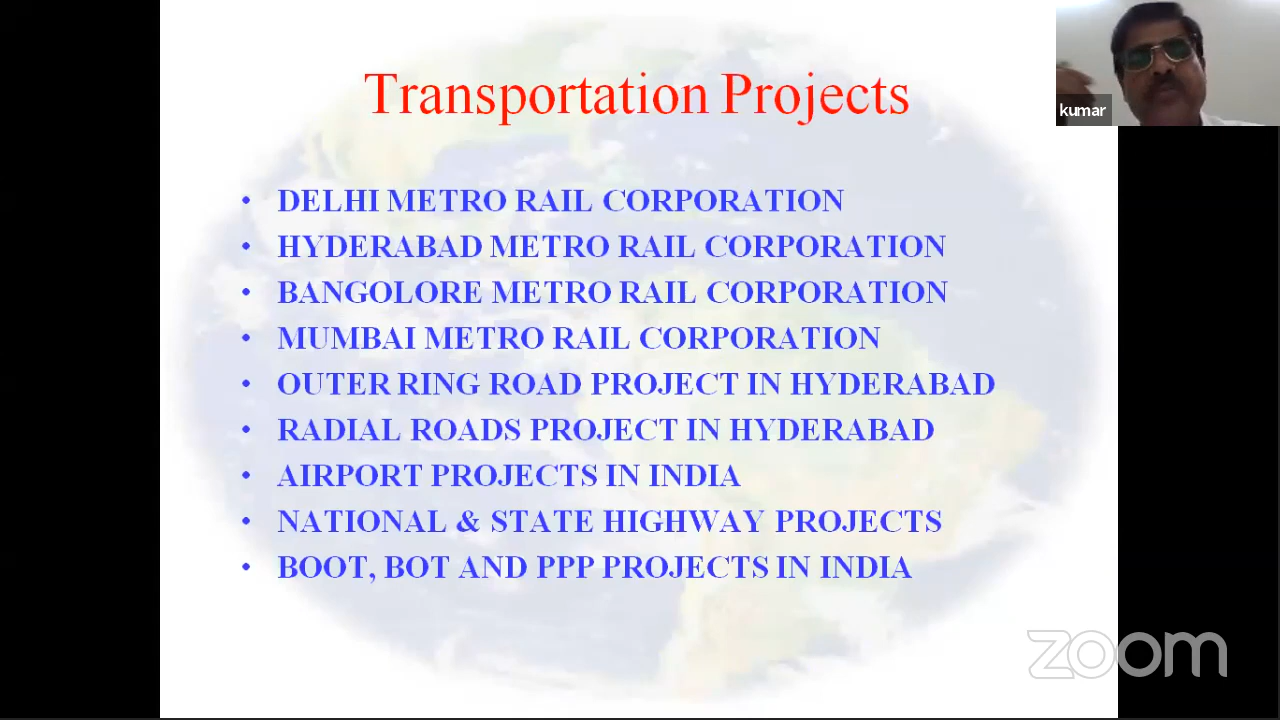 Transportation Projects
kumar
• DELHI METRO RAIL CORPORATION
• HYDERABAD METRO RAIL CORPORATION
• BANGOLORE METRO RAIL CORPORATION
• MUMBAI METRO RAIL CORPORATION
• OUTER RING ROAD PROJECT IN HYDERABAD
• RADIAL ROADS PROJECT IN HYDERABAD
• AIRPORT PROJECTS IN INDIA
• NATIONAL & STATE HIGHWAY PROJECTS
• BOOT, BOT AND PPP PROJECTS IN INDIA
zoom